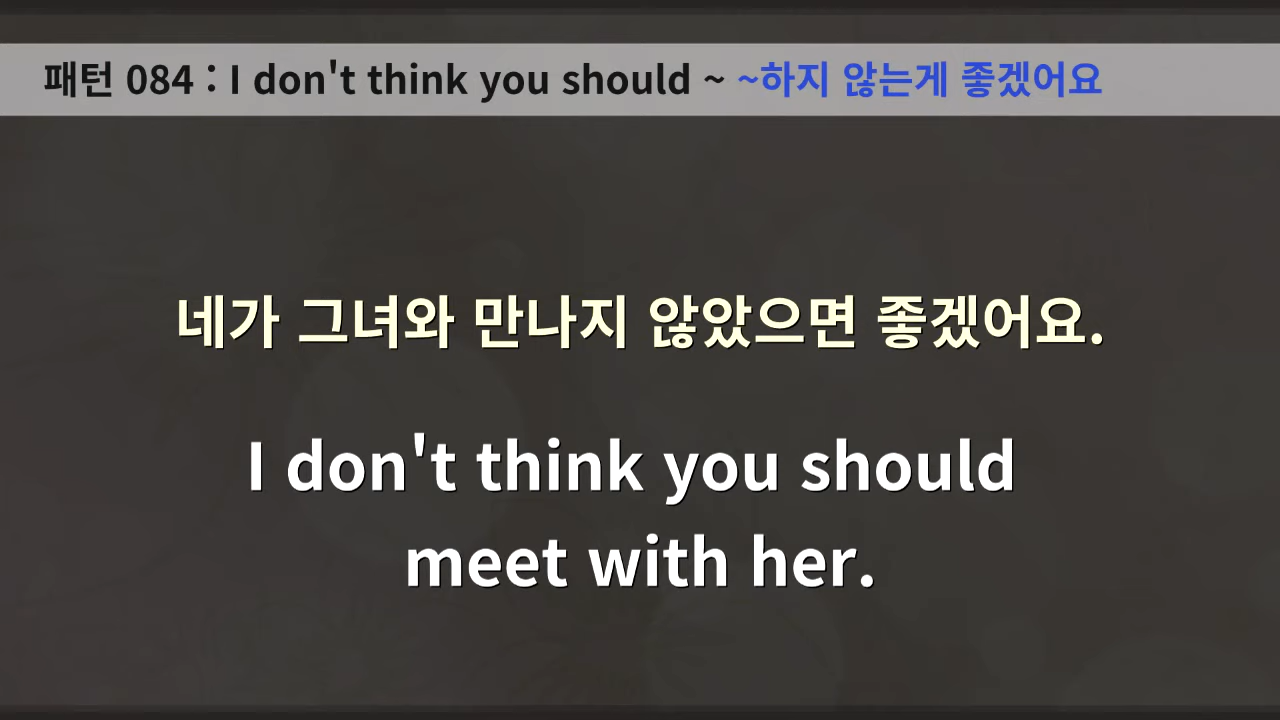 패턴 084 : I don't think you should ~ ~하지 않는게 좋겠어요
네가 그녀와 만나지 않았으면 좋겠어요.
I don't think you should
meet with her.